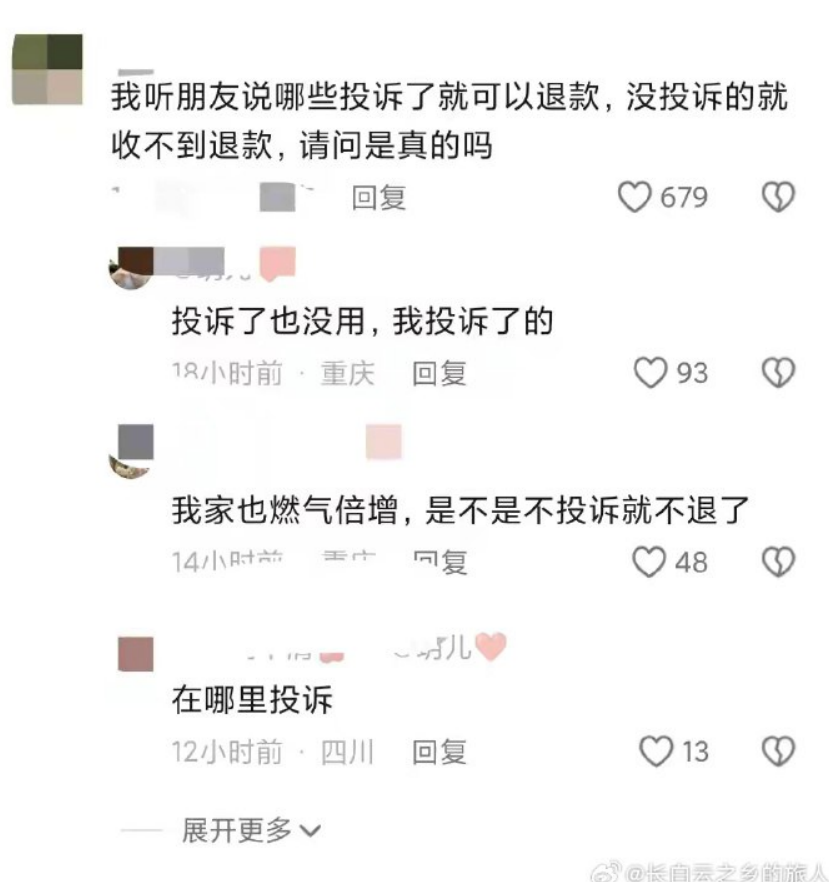 我听朋友说哪些投诉了就可以退款，没投诉的就
收不到退款，请问是真的吗
回复 679
投诉了也没用，我投诉了的
18小时前 · 重庆 回复 93
我家也燃气倍增，是不是不投诉就不退了
14小时前 重庆 回复 48
在哪里投诉
12小时前 · 四川 回复 13
展开更多
@长白云之乡的旅人